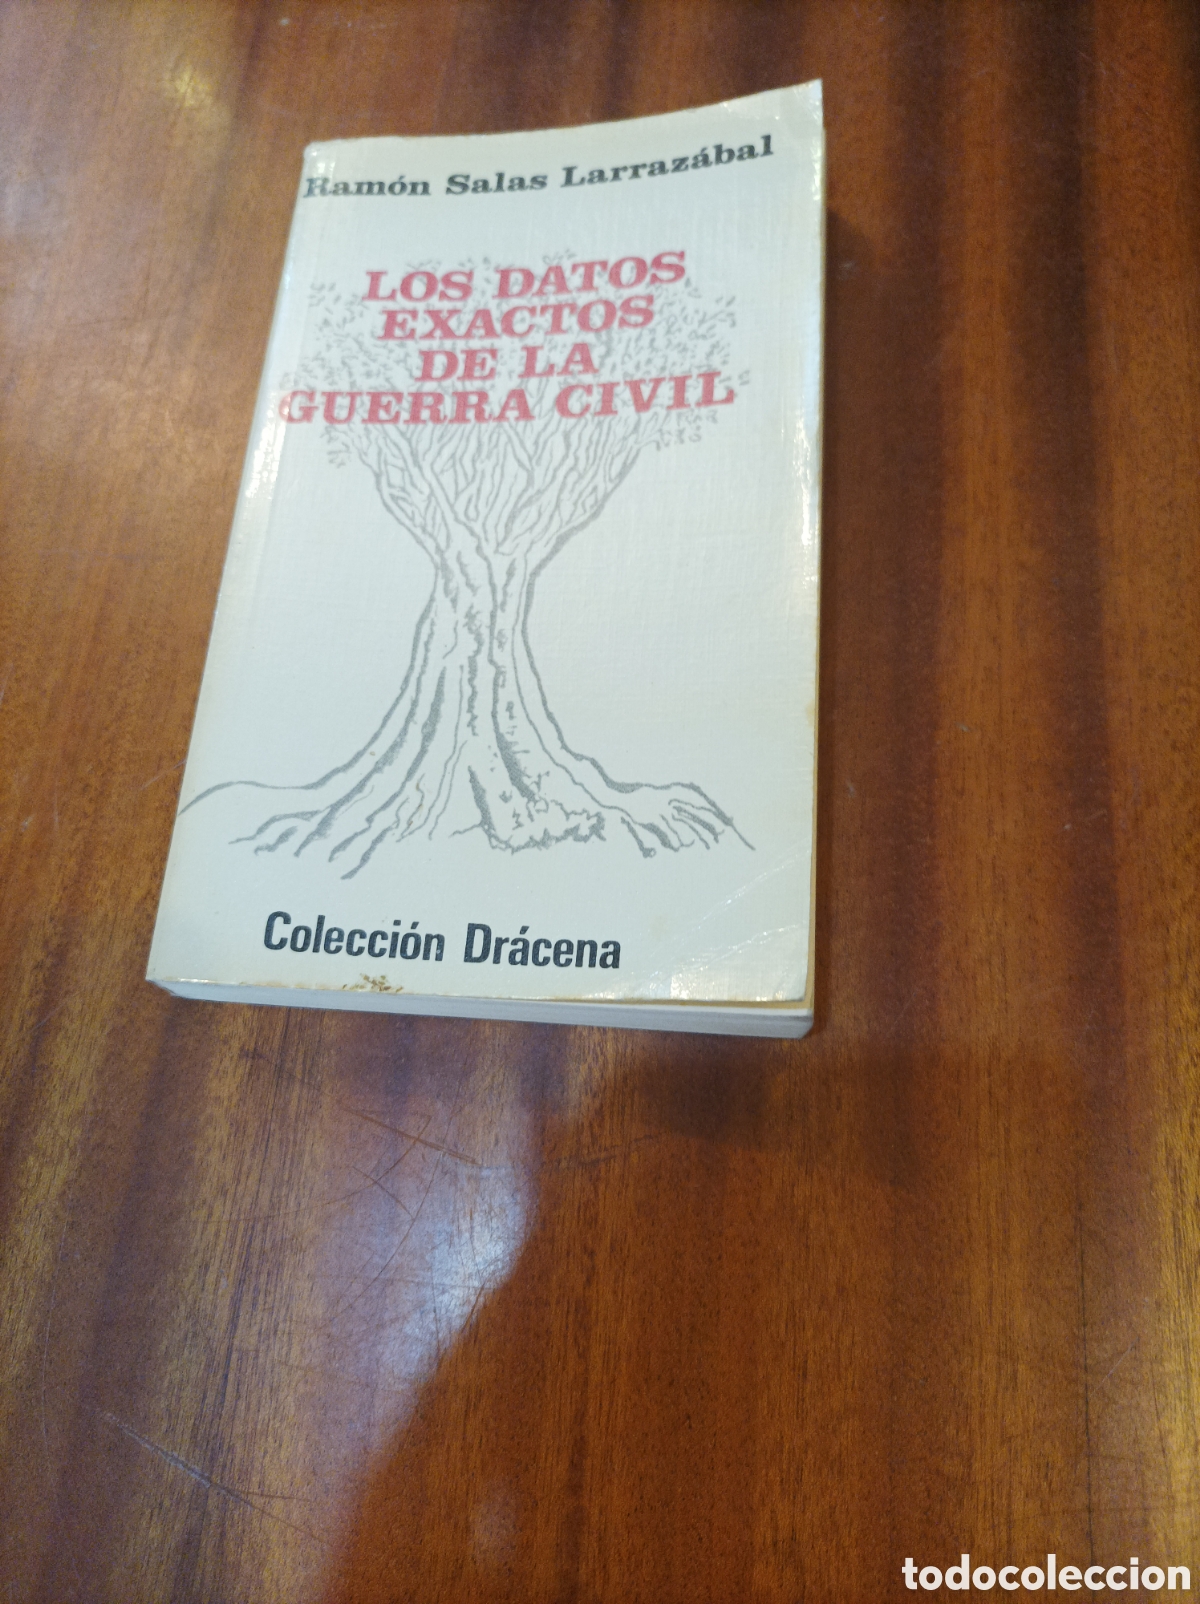 Ramón Salas Larrazábal
LOS DATOS
EXACTOS
DE LA
GUERRA CIVIL
Colección Drácena
todocoleccion